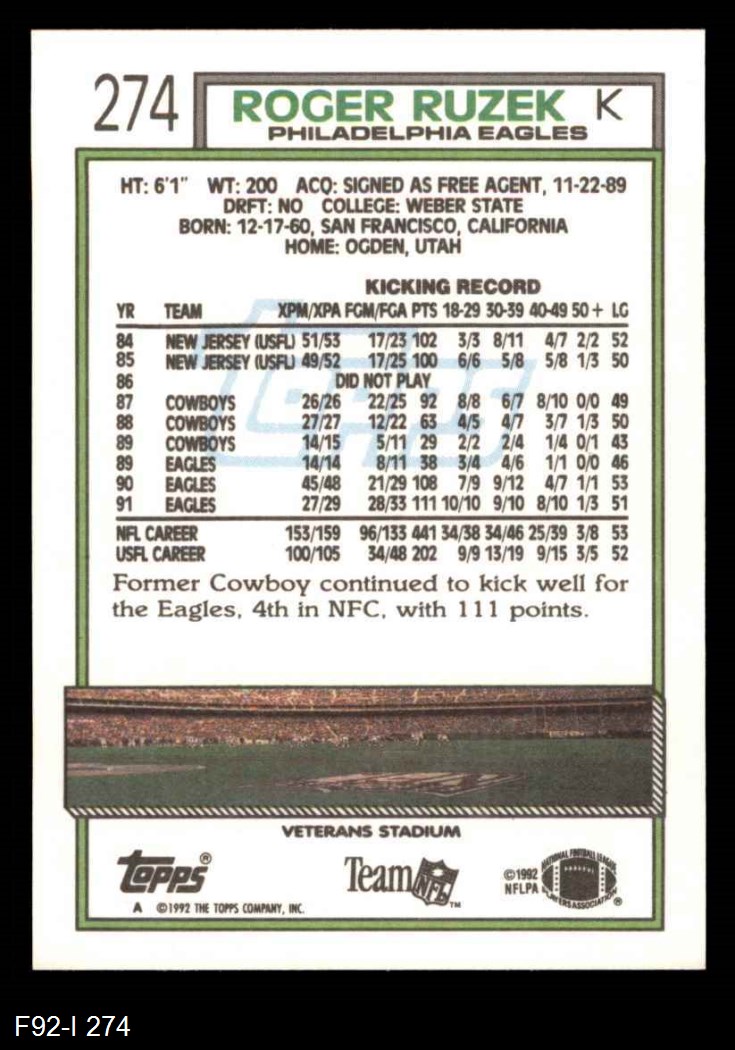 274 ROGER RUZEK K
PHILADELPHIA EAGLES
HT: 6'1" WT: 200 ACQ: SIGNED AS FREE AGENT, 11-22-89
DRFT: NO COLLEGE: WEBER STATE
BORN: 12-17-60, SAN FRANCISCO, CALIFORNIA
HOME: OGDEN, UTAH
KICKING RECORD
YR TEAM XPM/XPA FGM/FGA PTS 18-29 30-39 40-49 50+ LG
84 NEW JERSEY (USFL) 51/53 17/23 102 3/3 8/11 4/7 2/2 52
85 NEW JERSEY (USFL) 49/52 17/25 100 6/6 5/8 5/8 1/3 50
86 DID NOT PLAY
87 COWBOYS 26/26 22/25 92 8/8 6/7 8/10 0/0 49
88 COWBOYS 27/27 12/22 63 4/5 4/7 3/7 1/3 50
89 COWBOYS 14/15 5/11 29 2/2 2/4 1/4 0/1 43
89 EAGLES 14/14 8/11 38 3/4 4/6 1/1 0/0 46
90 EAGLES 45/48 21/29 108 7/9 9/12 4/7 1/1 53
91 EAGLES 27/29 28/33 111 10/10 9/10 8/10 1/3 51
NFL CAREER 153/159 96/133 441 34/38 34/46 25/39 3/8 53
USFL CAREER 100/105 34/48 202 9/9 13/19 9/15 3/5 52
Former Cowboy continued to kick well for
the Eagles, 4th in NFC, with 111 points.
VETERANS STADIUM
TOPPS®
A ©1992 THE TOPPS COMPANY, INC.
Team NFL™
©1992
NFLPA
NATIONAL FOOTBALL LEAGUE
PLAYERS ASSOCIATION®
F92-I 274